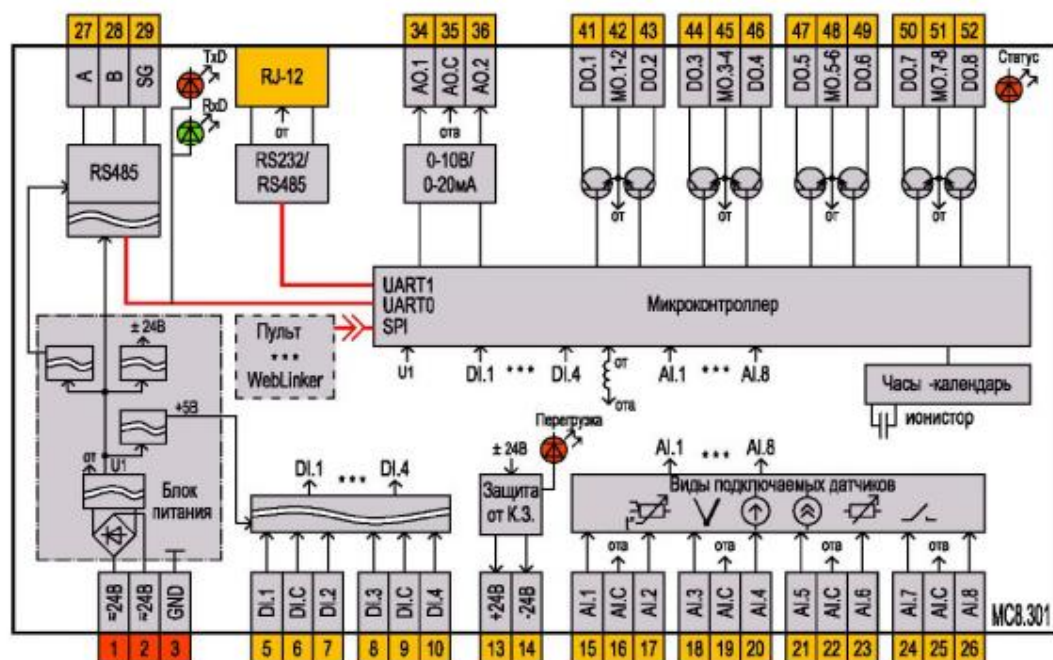 27 28 29 34 35 36 41 42 43 44 45 46 47 48 49 50 51 52
A B SG TxD RJ-12 AO.1 AO.C AO.2 DO.1 MO.1-2 DO.2 DO.3 MO.3-4 DO.4 DO.5 MO.5-6 DO.6 DO.7 MO.7-8 DO.8 Статус
RxD
от ота
RS485 RS232/ RS485 0-10В/ 0-20мА от от от от
UART1
UART0 Микроконтроллер
SPI
Пульт
***
WebLinker
± 24В
U1 DI.1 *** DI.4 от AI.1 *** AI.8
ота
Часы -календарь
ионистор
+5В
Перегрузка
от U1
± 24В
DI.1 *** DI.4 AI.1 *** AI.8
Блок питания
Защита от К.З.
Виды подключаемых датчиков
ота ота ота ота
≂24В ≂24В GND DI.1 DI.C DI.2 DI.3 DI.C DI.4 +24В -24В AI.1 AI.C AI.2 AI.3 AI.C AI.4 AI.5 AI.C AI.6 AI.7 AI.C AI.8 MC8.301
1 2 3 5 6 7 8 9 10 13 14 15 16 17 18 19 20 21 22 23 24 25 26